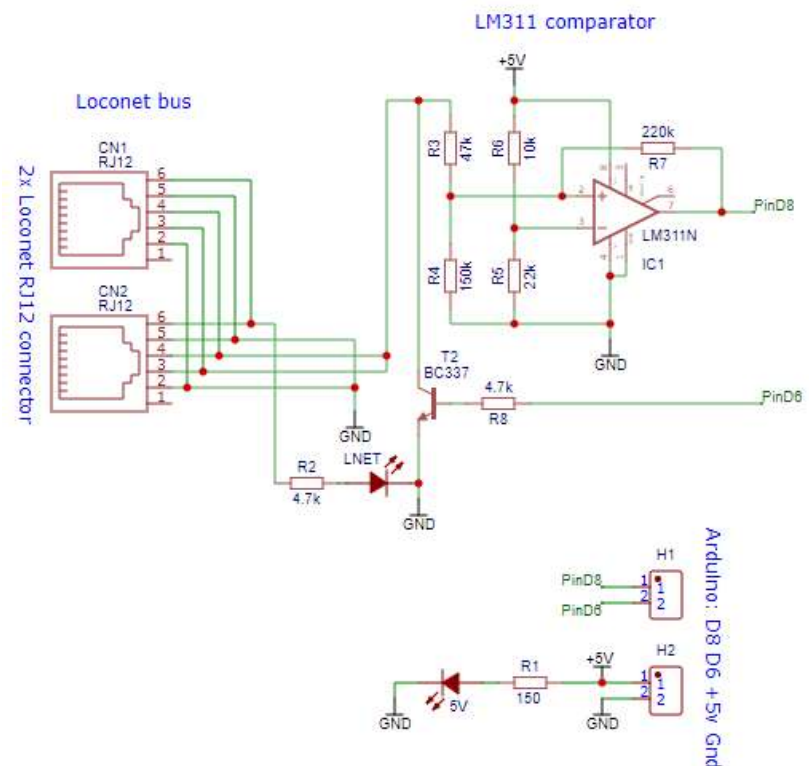 LM311 comparator
+5V
Loconet bus
CN1
RJ12
6
5
4
3
2
1
2x Loconet RJ12 connector
CN2
RJ12
6
5
4
3
2
1
R3
47k
R6
10k
220k
R7
2
+
3
-
8
6
7
PinD8
LM311N
IC1
4
1
R4
150k
R5
22k
GND
T2
BC337
4.7k
R8
PinD6
GND
LNET
R2
4.7k
GND
Arduino: D8 D6 +5v Gnd
H1
PinD8
1
1
PinD6
2
2
H2
+5V
1
1
2
2
R1
150
5V
GND
GND